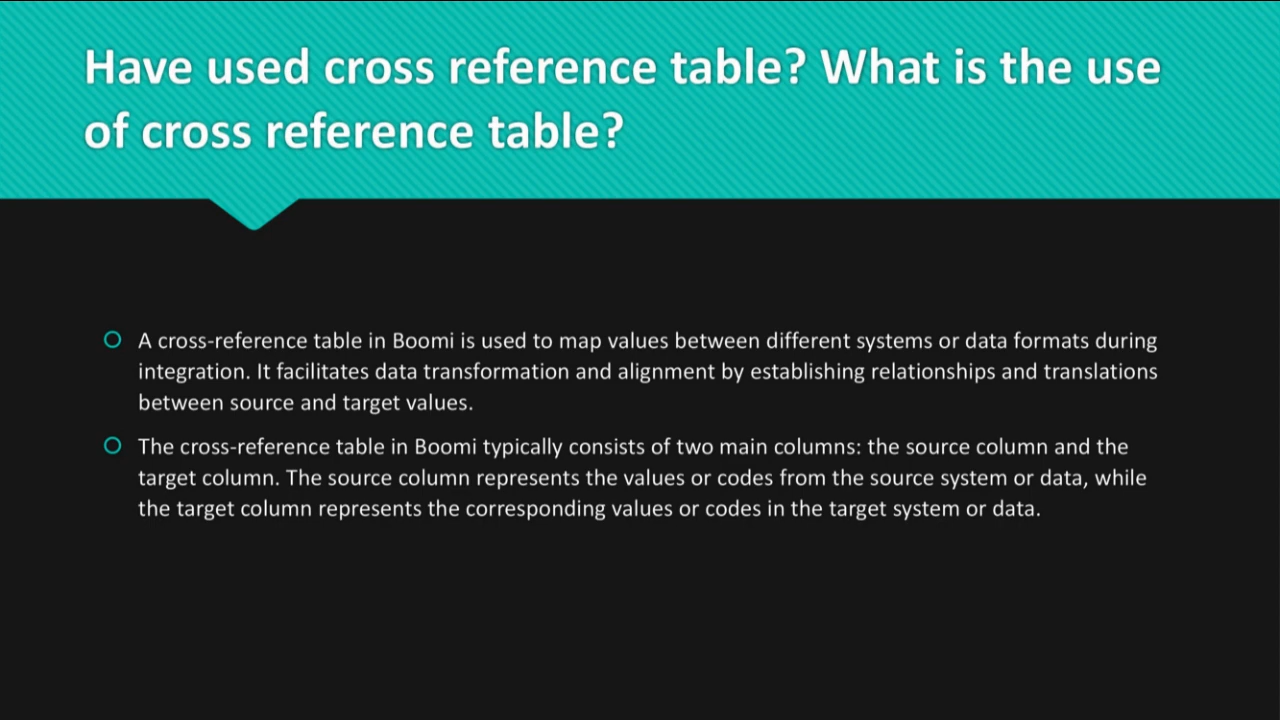 Have used cross reference table? What is the use
of cross reference table?
A cross-reference table in Boomi is used to map values between different systems or data formats during
integration. It facilitates data transformation and alignment by establishing relationships and translations
between source and target values.
The cross-reference table in Boomi typically consists of two main columns: the source column and the
target column. The source column represents the values or codes from the source system or data, while
the target column represents the corresponding values or codes in the target system or data.